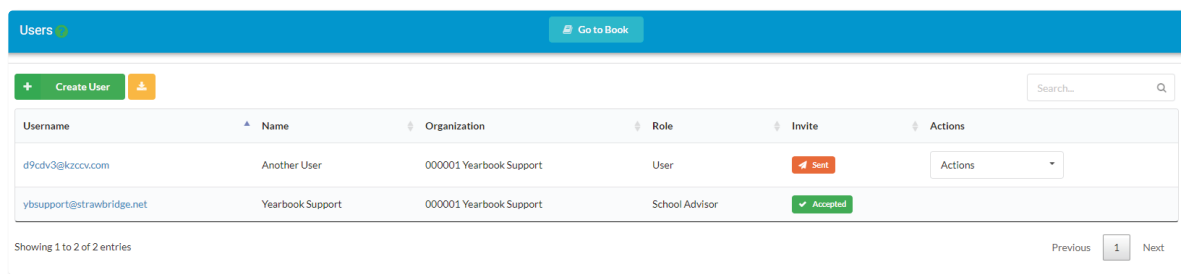 Users ?
Go to Book
+ Create User
Search...
Username Name Organization Role Invite Actions
d9cdv3@kzccv.com Another User 000001 Yearbook Support User Sent Actions
ybsupport@strawbridge.net Yearbook Support 000001 Yearbook Support School Advisor Accepted
Showing 1 to 2 of 2 entries
Previous 1 Next